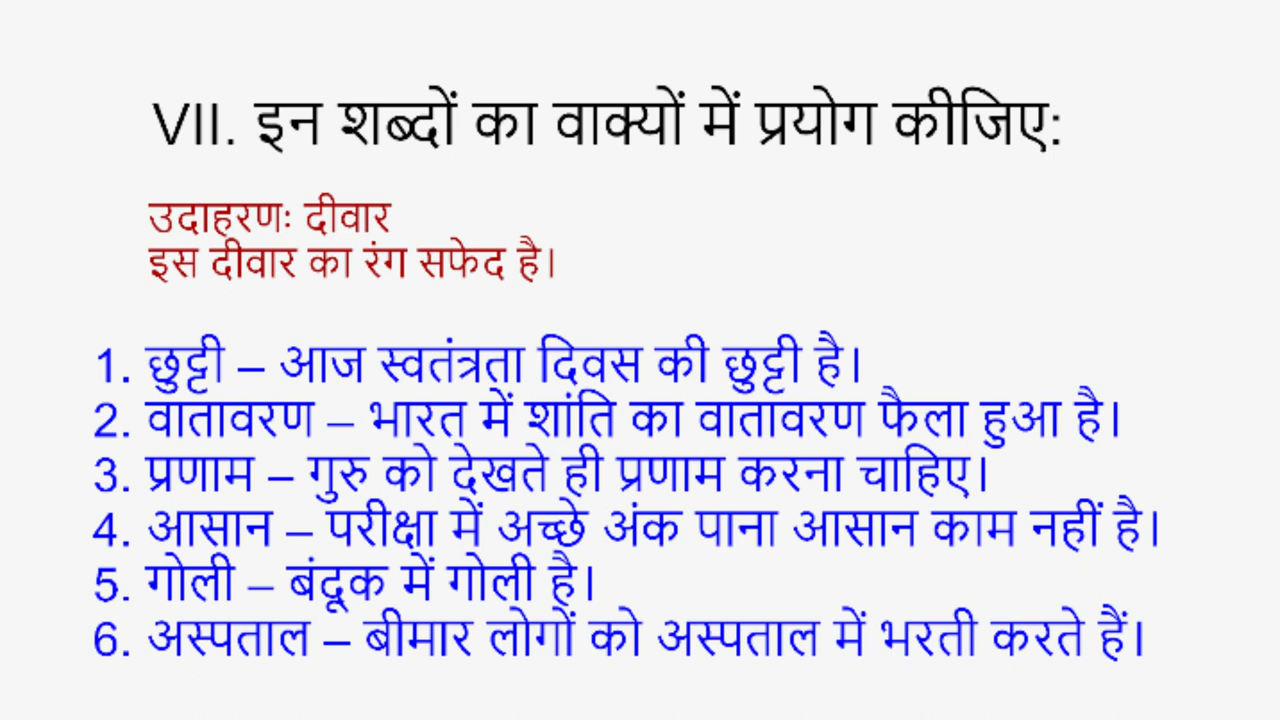 VII. इन शब्दों का वाक्यों में प्रयोग कीजिए:
उदाहरणः दीवार
इस दीवार का रंग सफेद है।
1. छुट्टी – आज स्वतंत्रता दिवस की छुट्टी है।
2. वातावरण – भारत में शांति का वातावरण फैला हुआ है।
3. प्रणाम – गुरु को देखते ही प्रणाम करना चाहिए।
4. आसान – परीक्षा में अच्छे अंक पाना आसान काम नहीं है।
5. गोली – बंदूक में गोली है।
6. अस्पताल – बीमार लोगों को अस्पताल में भरती करते हैं।